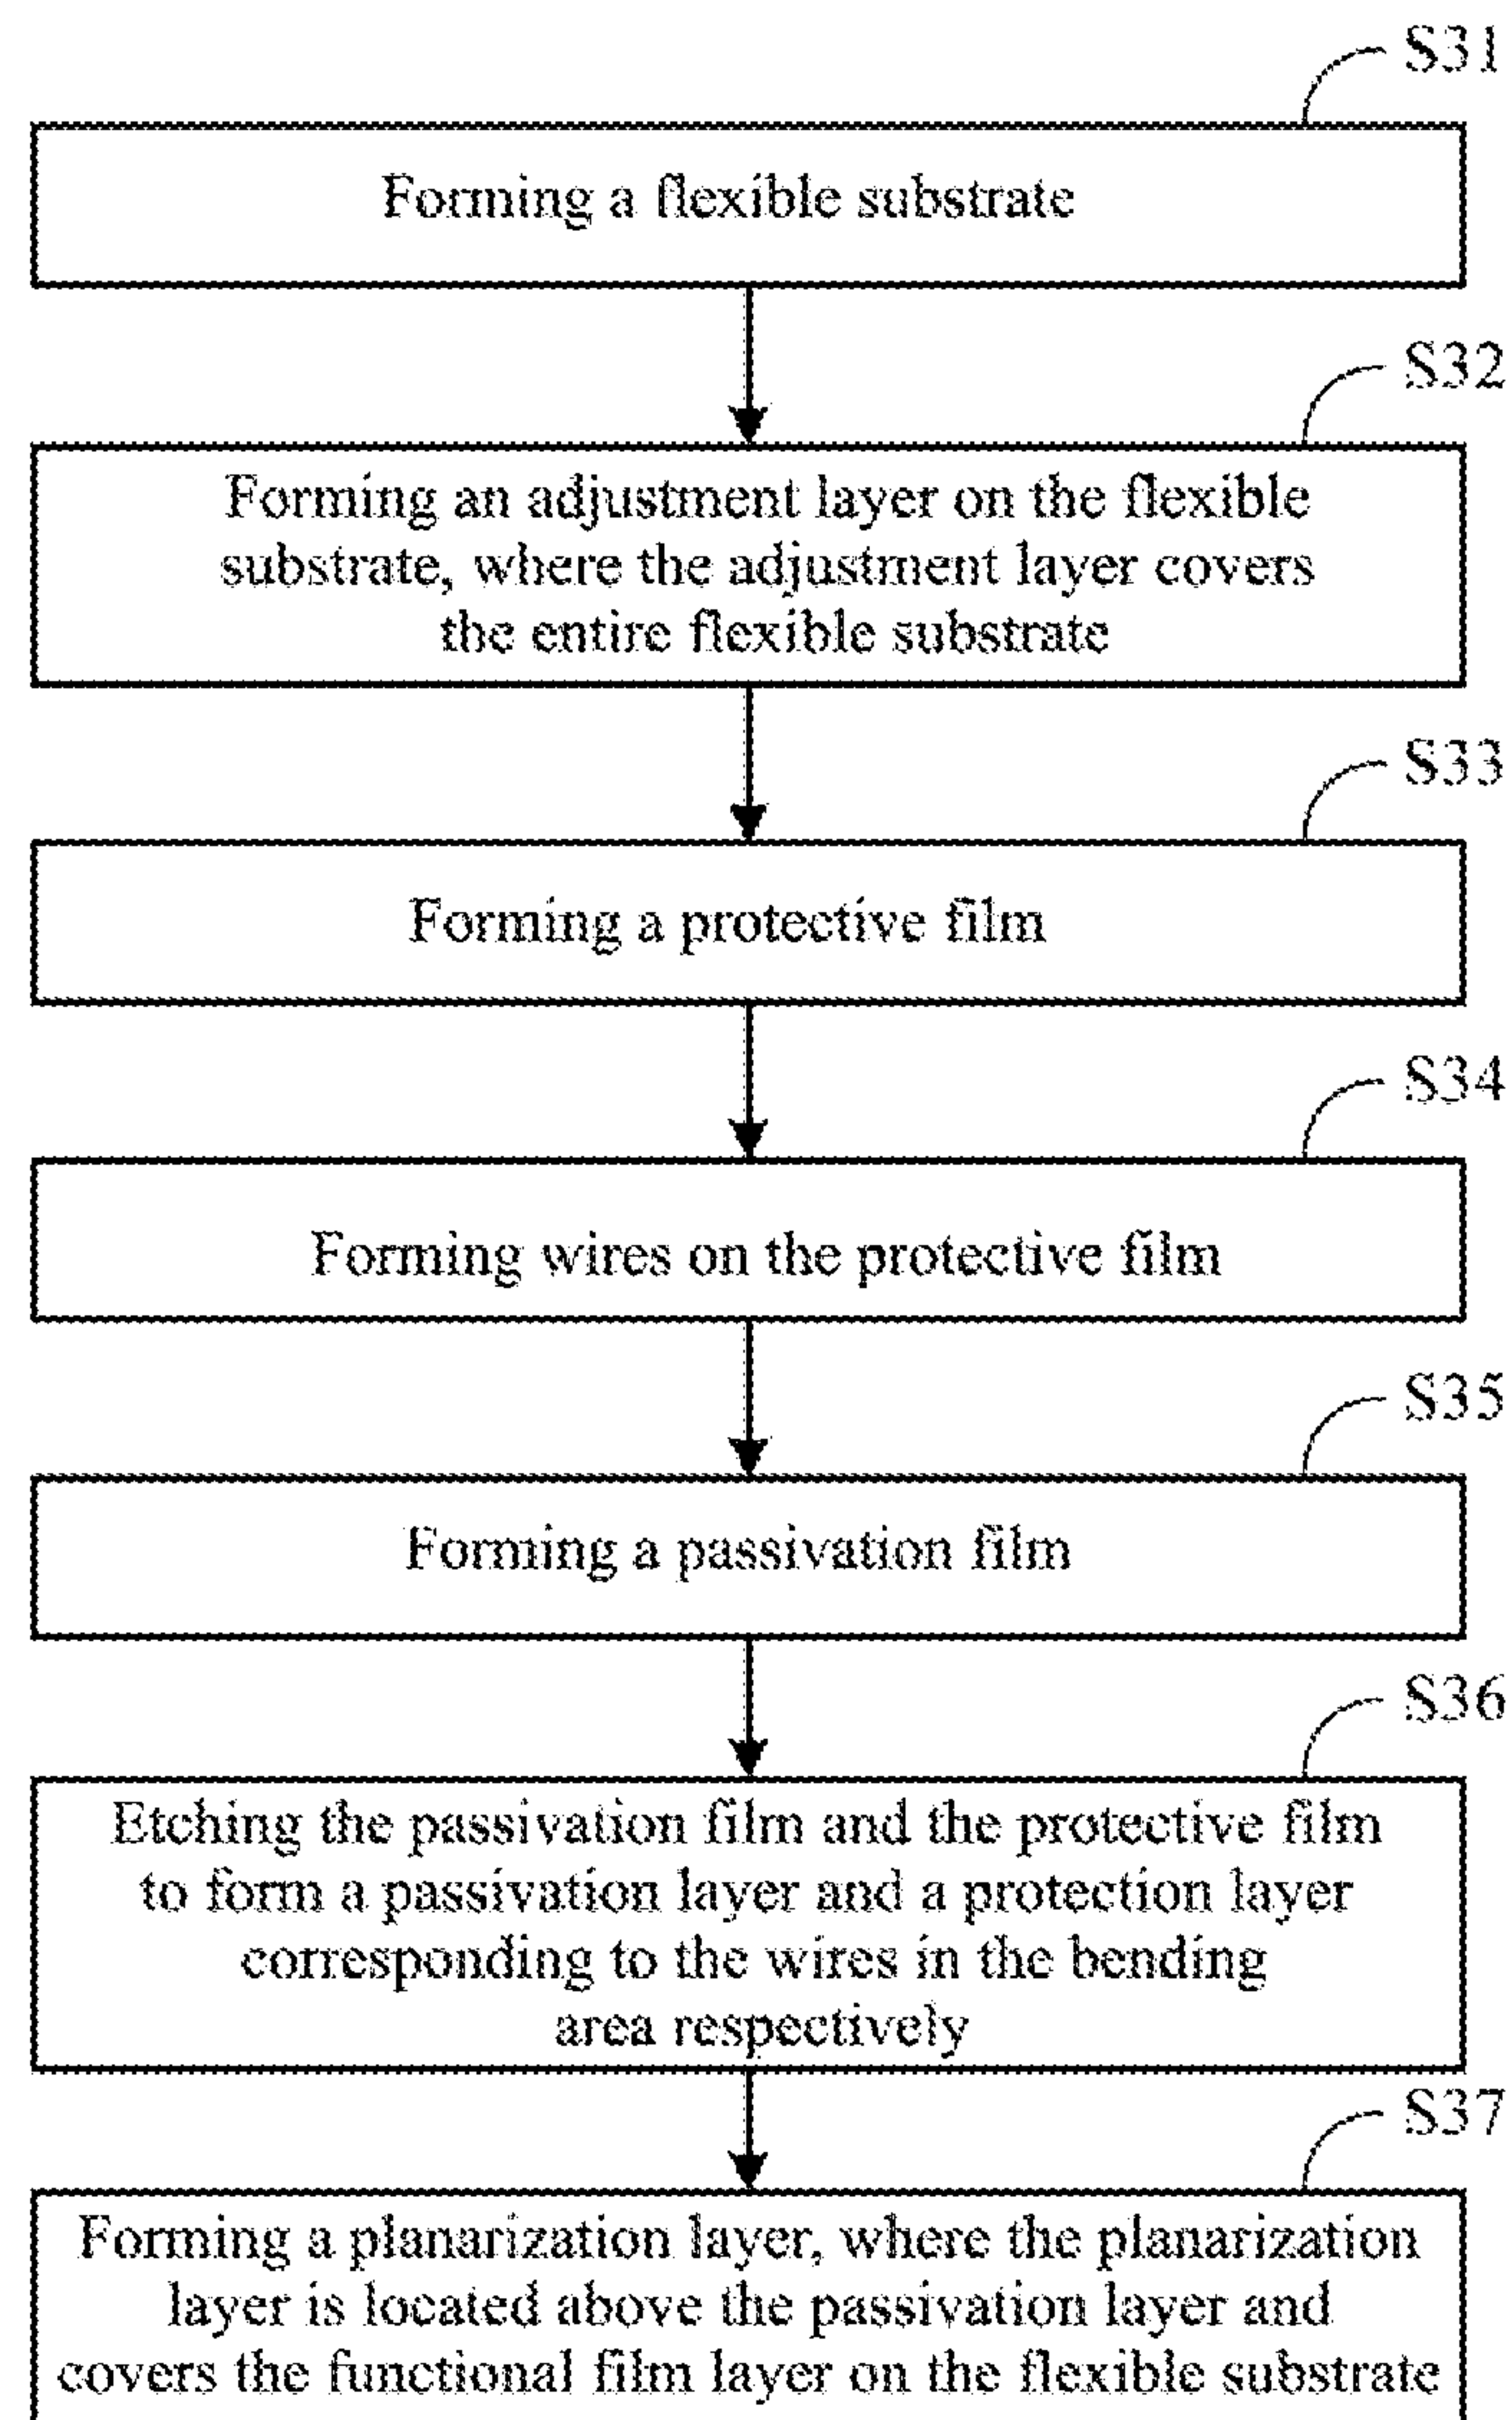 S31
Forming a flexible substrate
S32
Forming an adjustment layer on the flexible
substrate, where the adjustment layer covers
the entire flexible substrate
S33
Forming a protective film
S34
Forming wires on the protective film
S35
Forming a passivation film
S36
Etching the passivation film and the protective film
to form a passivation layer and a protection layer
corresponding to the wires in the bending
area respectively
S37
Forming a planarization layer, where the planarization
layer is located above the passivation layer and
covers the functional film layer on the flexible substrate